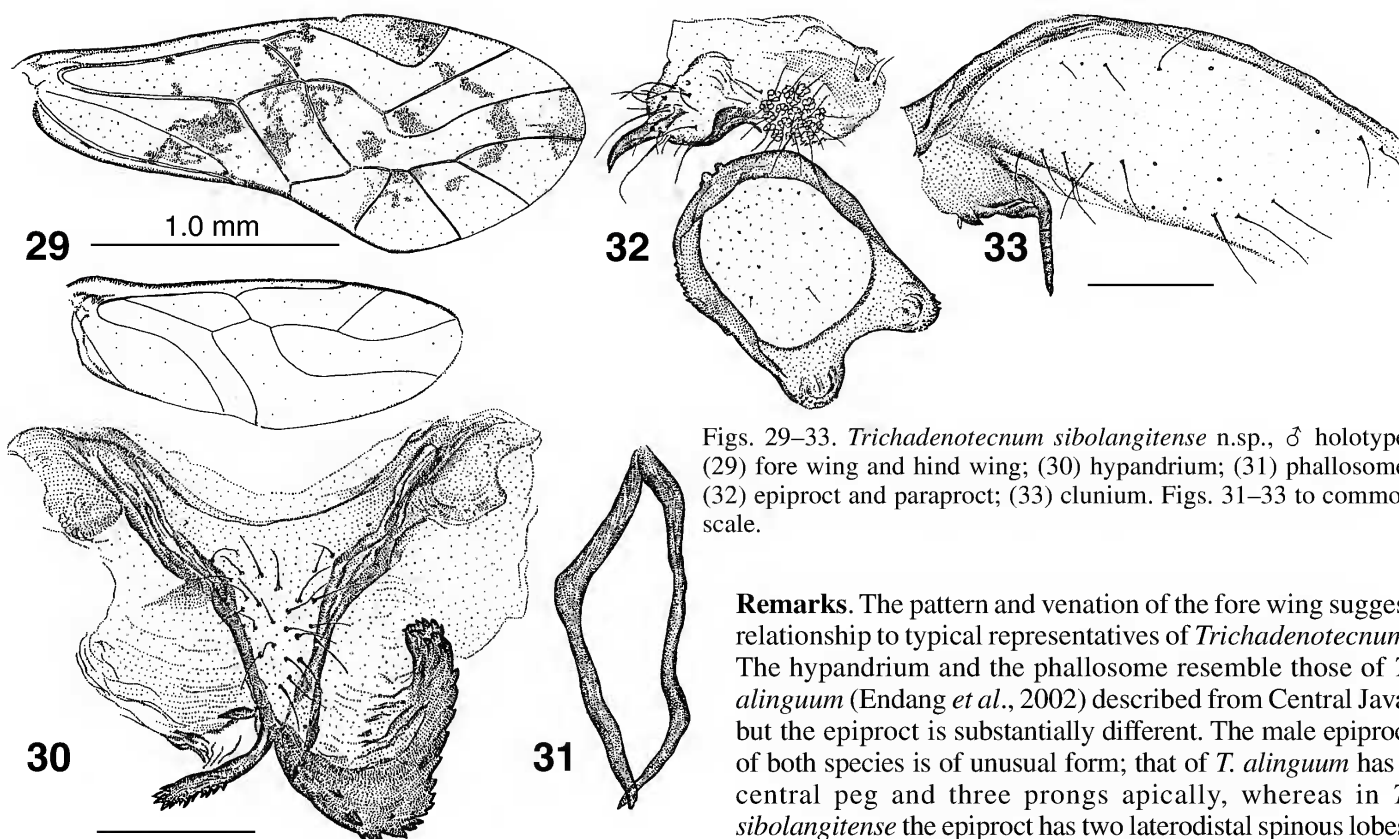 29
1.0 mm
32
33
Figs. 29–33. Trichadenotecnum sibolangitense n.sp., ♂ holotype
(29) fore wing and hind wing; (30) hypandrium; (31) phallosome
(32) epiproct and paraproct; (33) clunium. Figs. 31–33 to commo
scale.
30
31
Remarks. The pattern and venation of the fore wing sugges
relationship to typical representatives of Trichadenotecnum
The hypandrium and the phallosome resemble those of T
alinguum (Endang et al., 2002) described from Central Java
but the epiproct is substantially different. The male epiproc
of both species is of unusual form; that of T. alinguum has
central peg and three prongs apically, whereas in T
sibolangitense the epiproct has two laterodistal spinous lobes